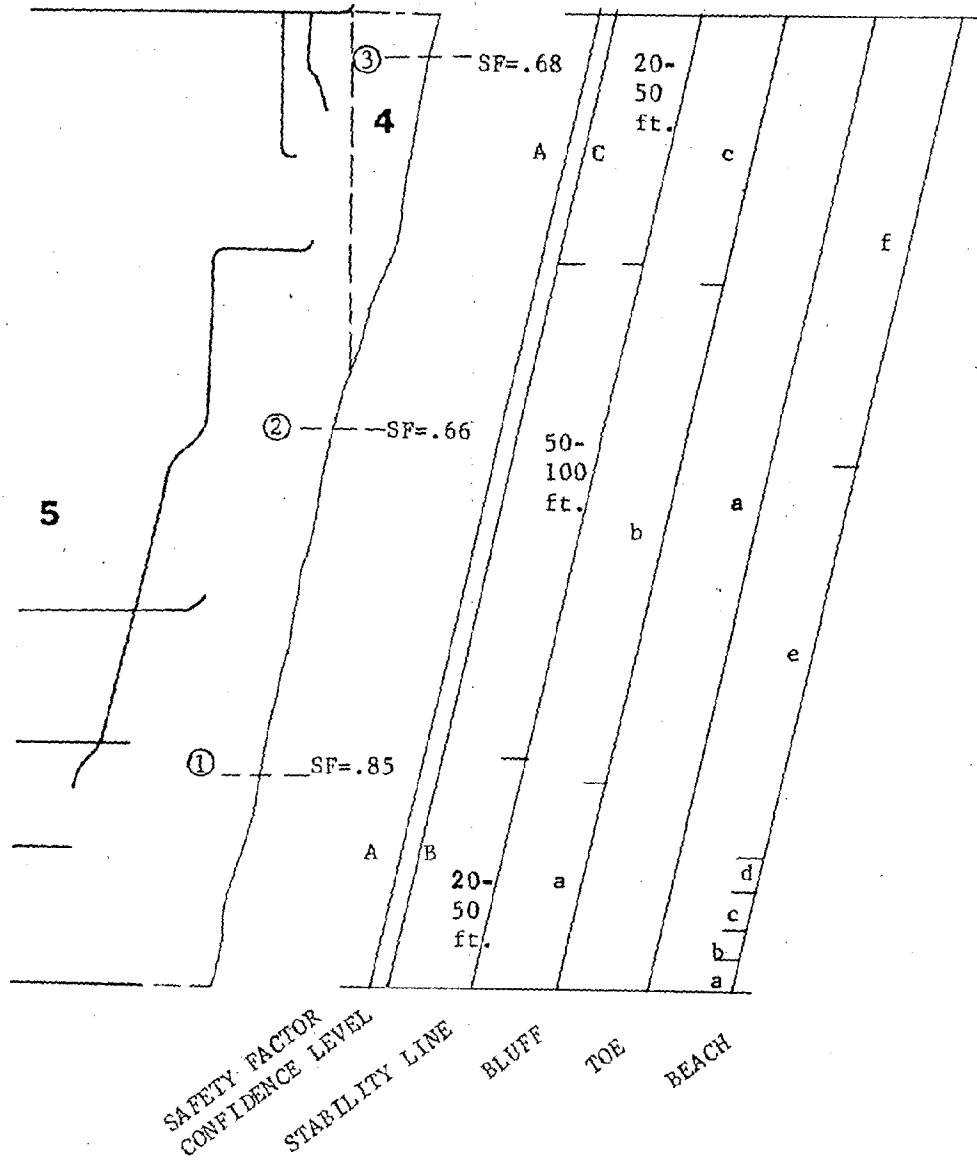 ③ SF=.68
4
20-
50
ft.
A
C
c
f
② SF=.66
50-
100
ft.
5
b
a
e
① SF=.85
A
B
20-
50
ft.
a
d
c
b
a
SAFETY FACTOR
CONFIDENCE LEVEL
STABILITY LINE
BLUFF
TOE
BEACH